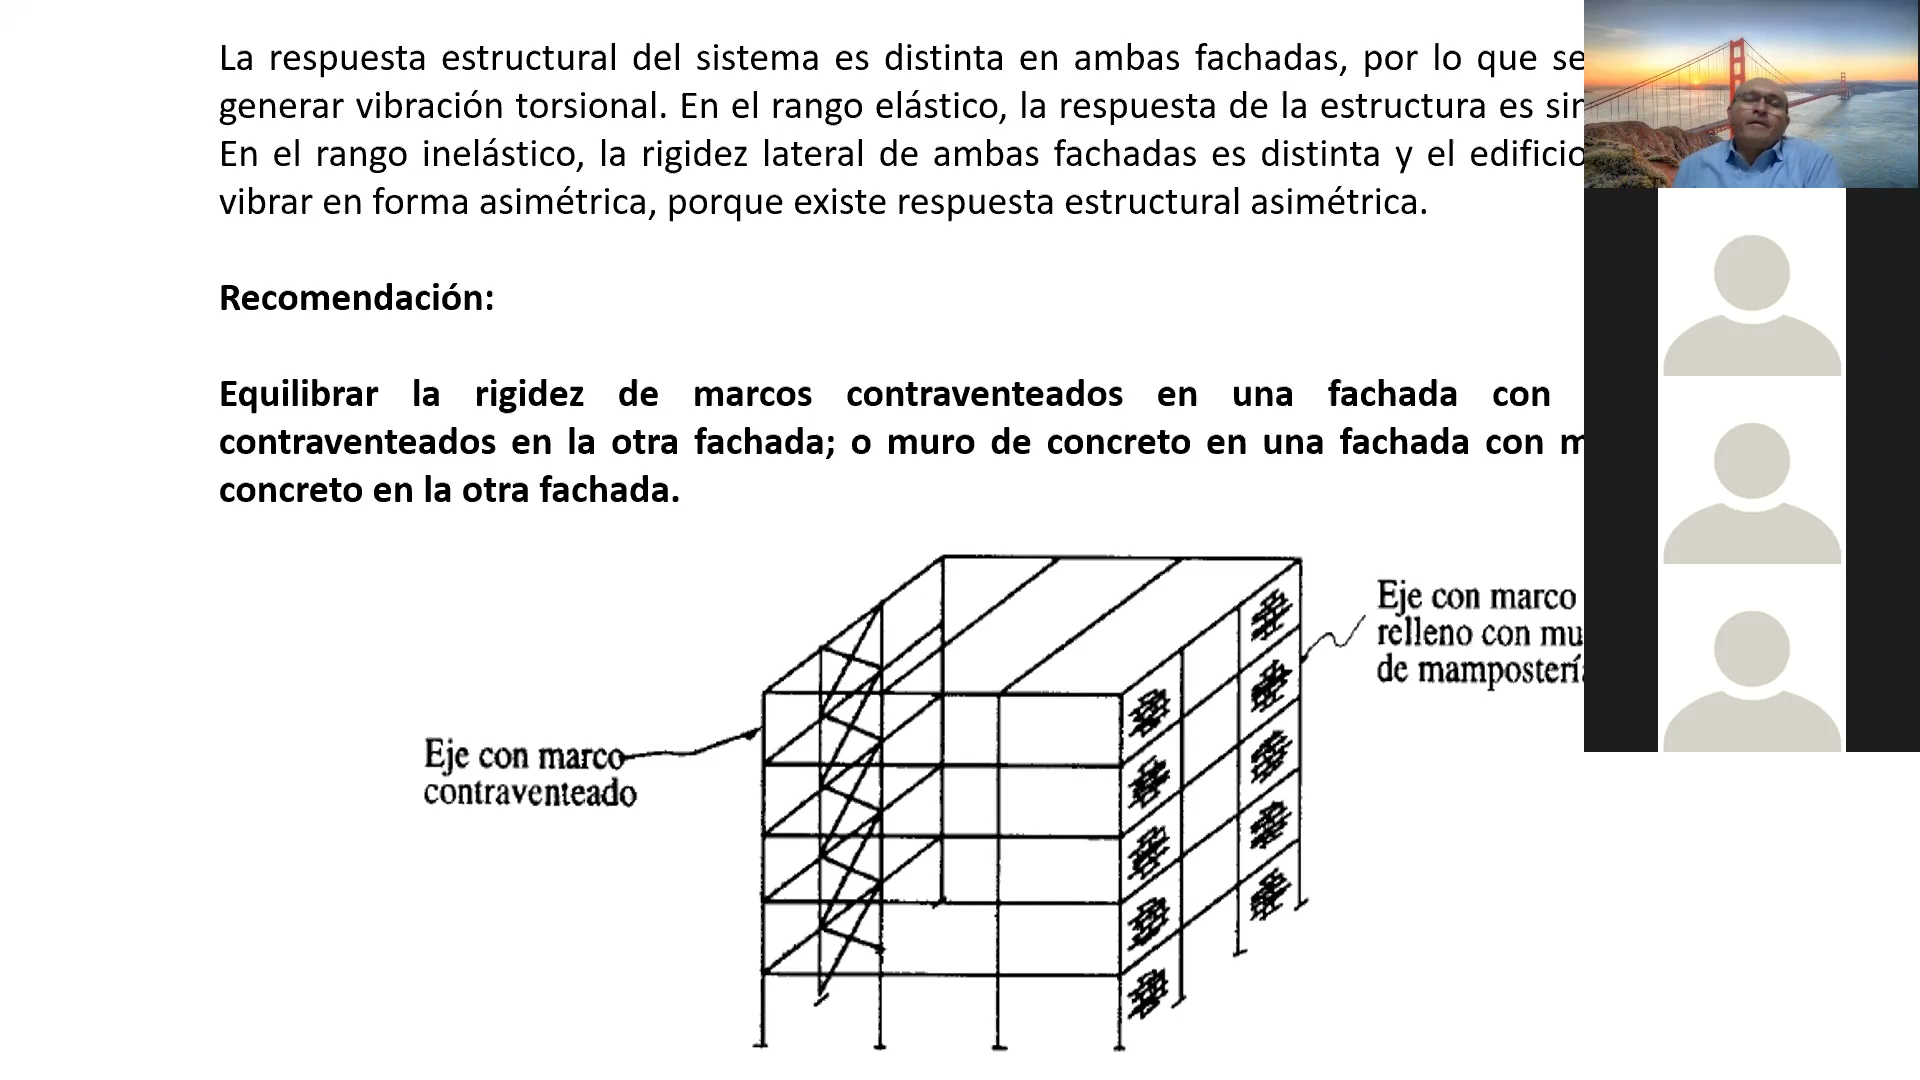 La respuesta estructural del sistema es distinta en ambas fachadas, por lo que se
generar vibración torsional. En el rango elástico, la respuesta de la estructura es
En el rango inelástico, la rigidez lateral de ambas fachadas es distinta y el edificio
vibrar en forma asimétrica, porque existe respuesta estructural asimétrica.
Recomendación:
Equilibrar la rigidez de marcos contraventeados en una fachada con
contraventeados en la otra fachada; o muro de concreto en una fachada con
concreto en la otra fachada.
Eje con marco
relleno con
de
Eje con marco
contraventeado